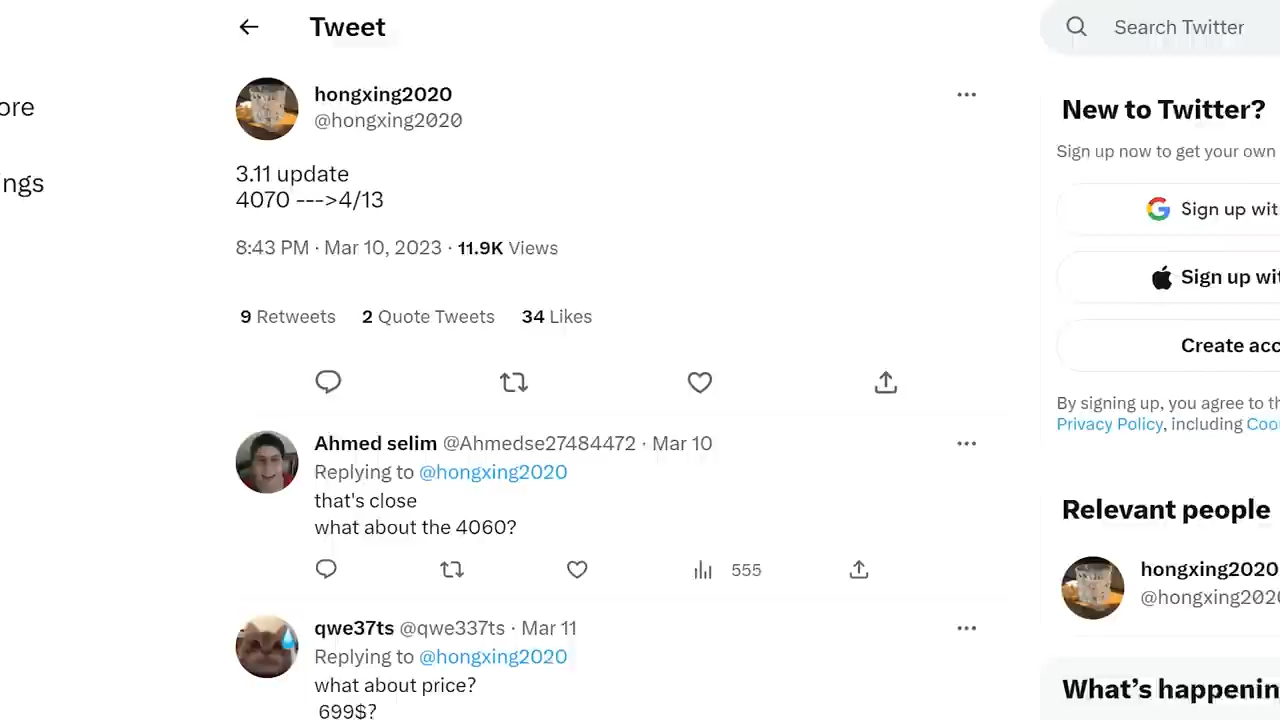 Tweet
Search Twitter
hongxing2020
@hongxing2020
3.11 update
4070 --->4/13
8:43 PM · Mar 10, 2023 · 11.9K Views
9 Retweets 2 Quote Tweets 34 Likes
Ahmed selim @Ahmedse27484472 · Mar 10
Replying to @hongxing2020
that's close
what about the 4060?
555
qwe37ts @qwe337ts · Mar 11
Replying to @hongxing2020
what about price?
699$?
ore
ings
New to Twitter?
Sign up now to get your own
Sign up wit
Sign up wit
Create acc
By signing up, you agree to th
Privacy Policy, including Coo
Relevant people
hongxing2020
@hongxing202
What's happenin